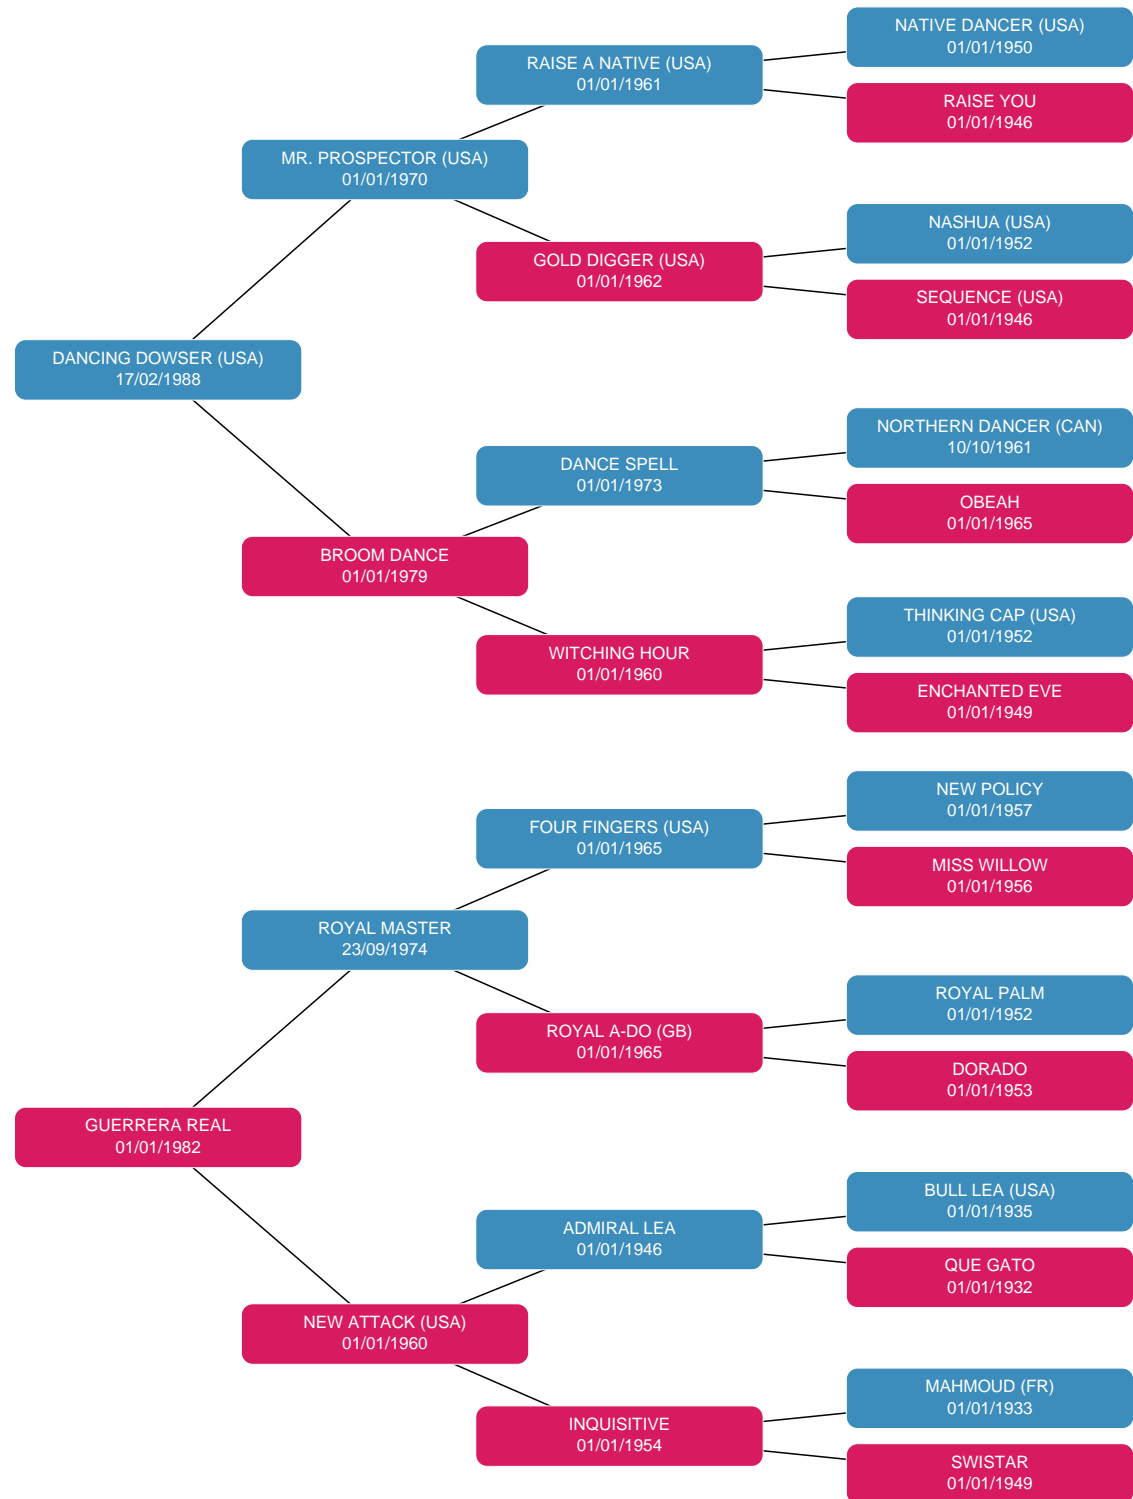 NATIVE DANCER (USA)
01/01/1950
RAISE A NATIVE (USA)
01/01/1961
RAISE YOU
01/01/1946
MR. PROSPECTOR (USA)
01/01/1970
NASHUA (USA)
01/01/1952
GOLD DIGGER (USA)
01/01/1962
SEQUENCE (USA)
01/01/1946
DANCING DOWSER (USA)
17/02/1988
NORTHERN DANCER (CAN)
10/10/1961
DANCE SPELL
01/01/1973
OBEAH
01/01/1965
BROOM DANCE
01/01/1979
THINKING CAP (USA)
01/01/1952
WITCHING HOUR
01/01/1960
ENCHANTED EVE
01/01/1949
NEW POLICY
01/01/1957
FOUR FINGERS (USA)
01/01/1965
MISS WILLOW
01/01/1956
ROYAL MASTER
23/09/1974
ROYAL PALM
01/01/1952
ROYAL A-DO (GB)
01/01/1965
DORADO
01/01/1953
GUERRERA REAL
01/01/1982
BULL LEA (USA)
01/01/1935
ADMIRAL LEA
01/01/1946
QUE GATO
01/01/1932
NEW ATTACK (USA)
01/01/1960
MAHMOUD (FR)
01/01/1933
INQUISITIVE
01/01/1954
SWISTAR
01/01/1949